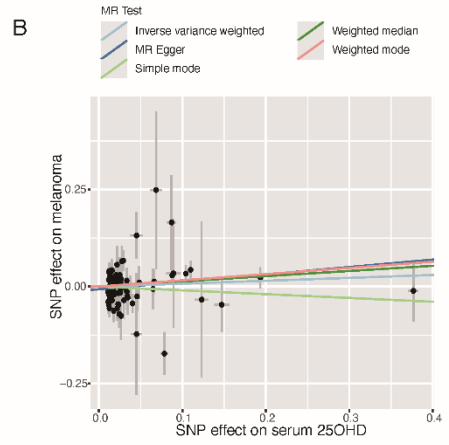 B
MR Test
Inverse variance weighted
MR Egger
Simple mode
Weighted median
Weighted mode
SNP effect on melanoma
0.25
0.00
−0.25
0.0 0.1 0.2 0.3 0.4
SNP effect on serum 25OHD